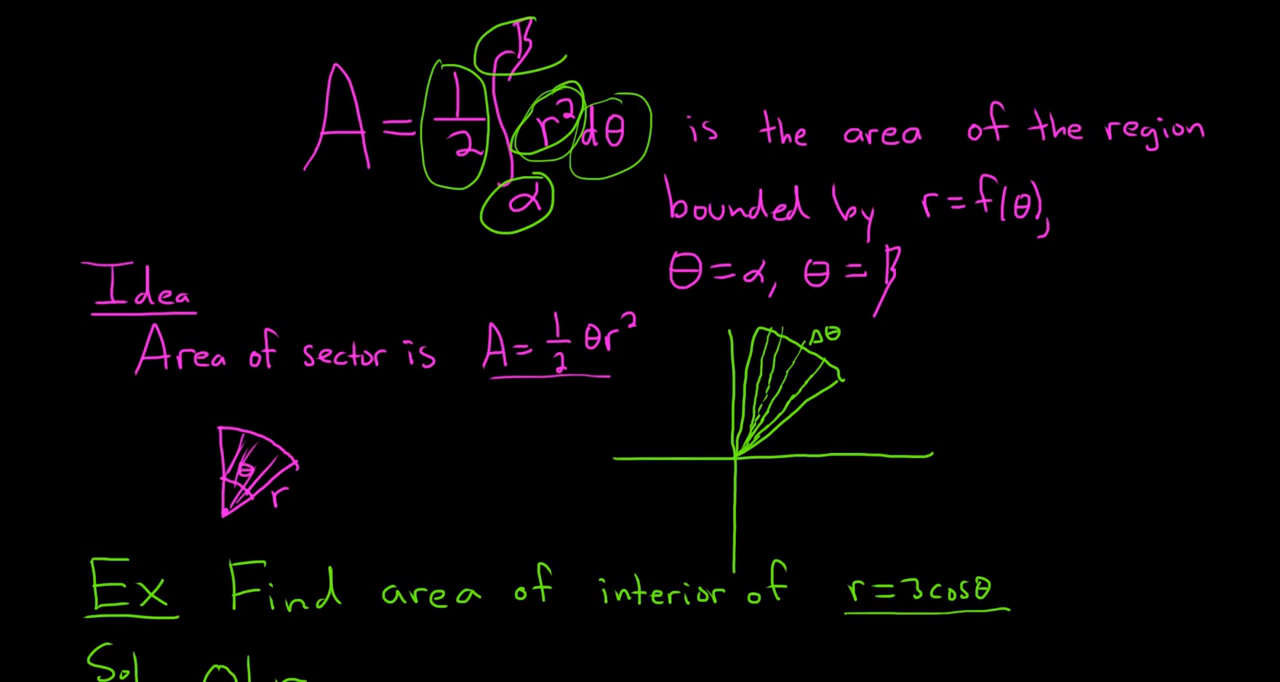 A = 1/2 ∫_α^β r² dθ is the area of the region
bounded by r = f(θ),
θ = α, θ = β
Idea
Area of sector is A = 1/2 θr²
Δθ
θ
r
Ex Find area of interior of r = 3cosθ
Sol